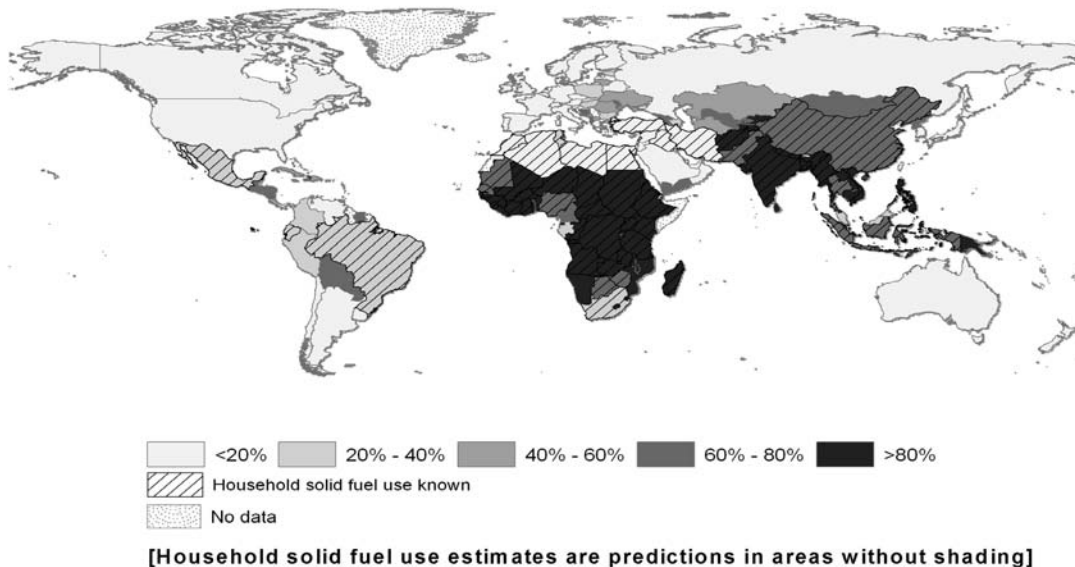 <20% 20% - 40% 40% - 60% 60% - 80% >80%
Household solid fuel use known
No data
[Household solid fuel use estimates are predictions in areas without shading]